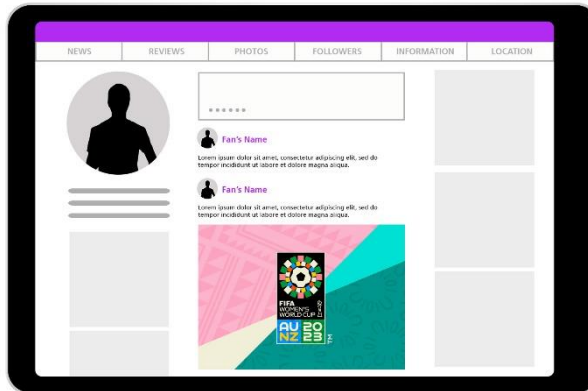 NEWS REVIEWS PHOTOS FOLLOWERS INFORMATION LOCATION
Fan's Name
Lorem ipsum dolor sit amet, consectetur adipiscing elit, sed do
tempor incididunt ut labore et dolore magna aliqua.
Fan's Name
Lorem ipsum dolor sit amet, consectetur adipiscing elit, sed do
tempor incididunt ut labore et dolore magna aliqua.
FIFA
WOMEN'S
WORLD CUP
AU 20
NZ 23 TM